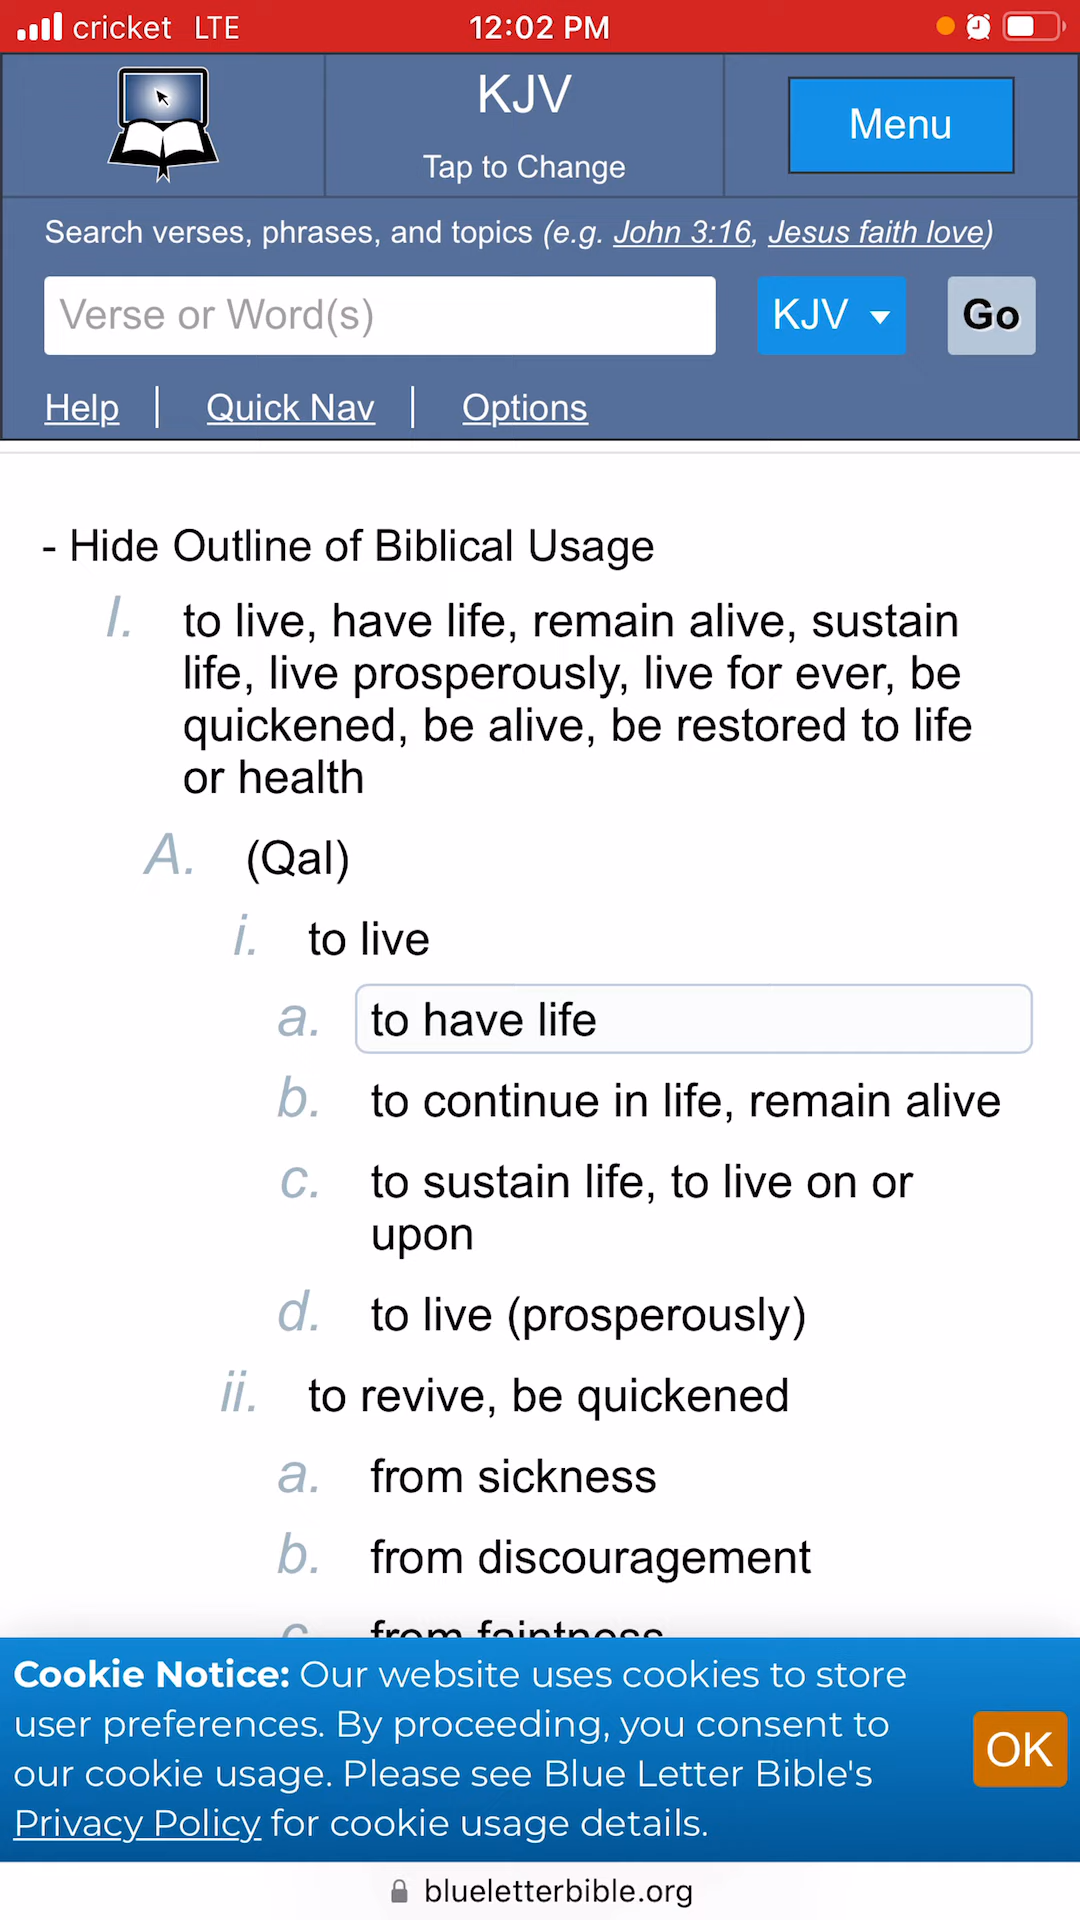 cricket LTE 12:02 PM
KJV
Tap to Change
Menu
Search verses, phrases, and topics (e.g. John 3:16, Jesus faith love)
Verse or Word(s) KJV Go
Help | Quick Nav | Options
- Hide Outline of Biblical Usage
I. to live, have life, remain alive, sustain
life, live prosperously, live for ever, be
quickened, be alive, be restored to life
or health
A. (Qal)
i. to live
a. to have life
b. to continue in life, remain alive
c. to sustain life, to live on or
upon
d. to live (prosperously)
ii. to revive, be quickened
a. from sickness
b. from discouragement
c. from faintness
Cookie Notice: Our website uses cookies to store
user preferences. By proceeding, you consent to
our cookie usage. Please see Blue Letter Bible's
Privacy Policy for cookie usage details.
OK
blueletterbible.org